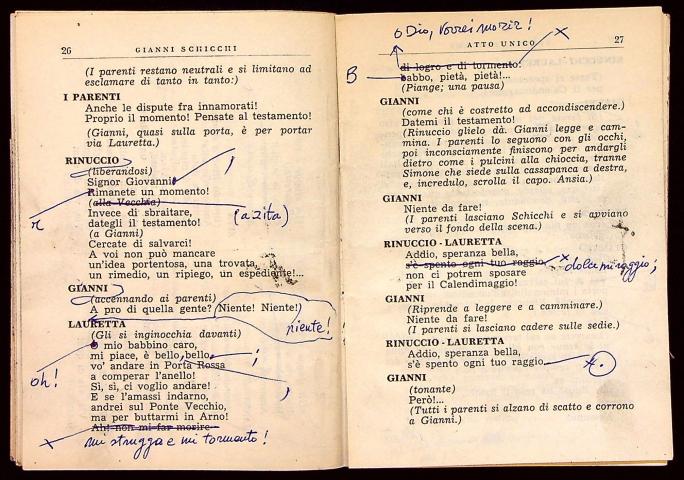 26 GIANNI SCHICCHI
(I parenti restano neutrali e si limitano ad
esclamare di tanto in tanto:)
I PARENTI
Anche le dispute fra innamorati!
Proprio il momento! Pensate al testamento!
(Gianni, quasi sulla porta, è per portar
via Lauretta.)
RINUCCIO
(liberandosi)
Signor Giovanni, !
Rimanete un momento!
r
(alla Vecchia) (a zita)
Invece di sbraitare,
dategli il testamento!
(a Gianni)
Cercate di salvarci!
A voi non può mancare
un'idea portentosa, una trovata,
un rimedio, un ripiego, un espediente!...
GIANNI
(accennando ai parenti)
A pro di quella gente? (Niente! Niente!)
niente!
LAURETTA
(Gli si inginocchia davanti)
O mio babbino caro,
mi piace, è bello bello, ;
vo' andare in Porta Rossa
a comperar l'anello! ,
oh!
Sì, sì, ci voglio andare!
E se l'amassi indarno,
andrei sul Ponte Vecchio,
ma per buttarmi in Arno!
Ah! non mi far morire
x mi struggo e mi tormento!
o Dio, vorrei morir! x
ATTO UNICO 27
di logro e di tormento!
B babbo, pietà, pietà!...
(Piange; una pausa)
GIANNI
(come chi è costretto ad accondiscendere.)
Datemi il testamento!
(Rinuccio glielo dà. Gianni legge e cam-
mina. I parenti lo seguono con gli occhi,
poi inconsciamente finiscono per andargli
dietro come i pulcini alla chioccia, tranne
Simone che siede sulla cassapanca a destra,
e, incredulo, scrolla il capo. Ansia.)
GIANNI
Niente da fare!
(I parenti lasciano Schicchi e si avviano
verso il fondo della scena.)
RINUCCIO - LAURETTA
Addio, speranza bella,
s'è spento ogni tuo raggio x dolce miraggio;
non ci potrem sposare
per il Calendimaggio!
GIANNI
(Riprende a leggere e a camminare.)
Niente da fare!
(I parenti si lasciano cadere sulle sedie.)
RINUCCIO - LAURETTA
Addio, speranza bella,
s'è spento ogni tuo raggio.
GIANNI
(tonante)
Però!...
(Tutti i parenti si alzano di scatto e corrono
a Gianni.)